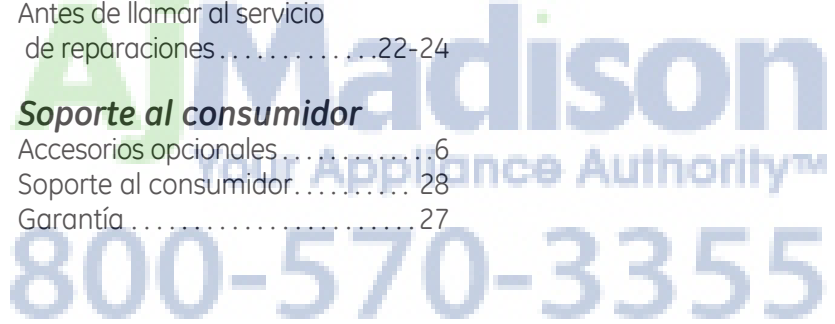 Antes de llamar al servicio
de reparaciones.............22-24
AJMadison
Soporte al consumidor
Accesorios opcionales.............6
Your Appliance Authority™
Soporte al consumidor.......... 28
Garantía.......................27
800-570-3355